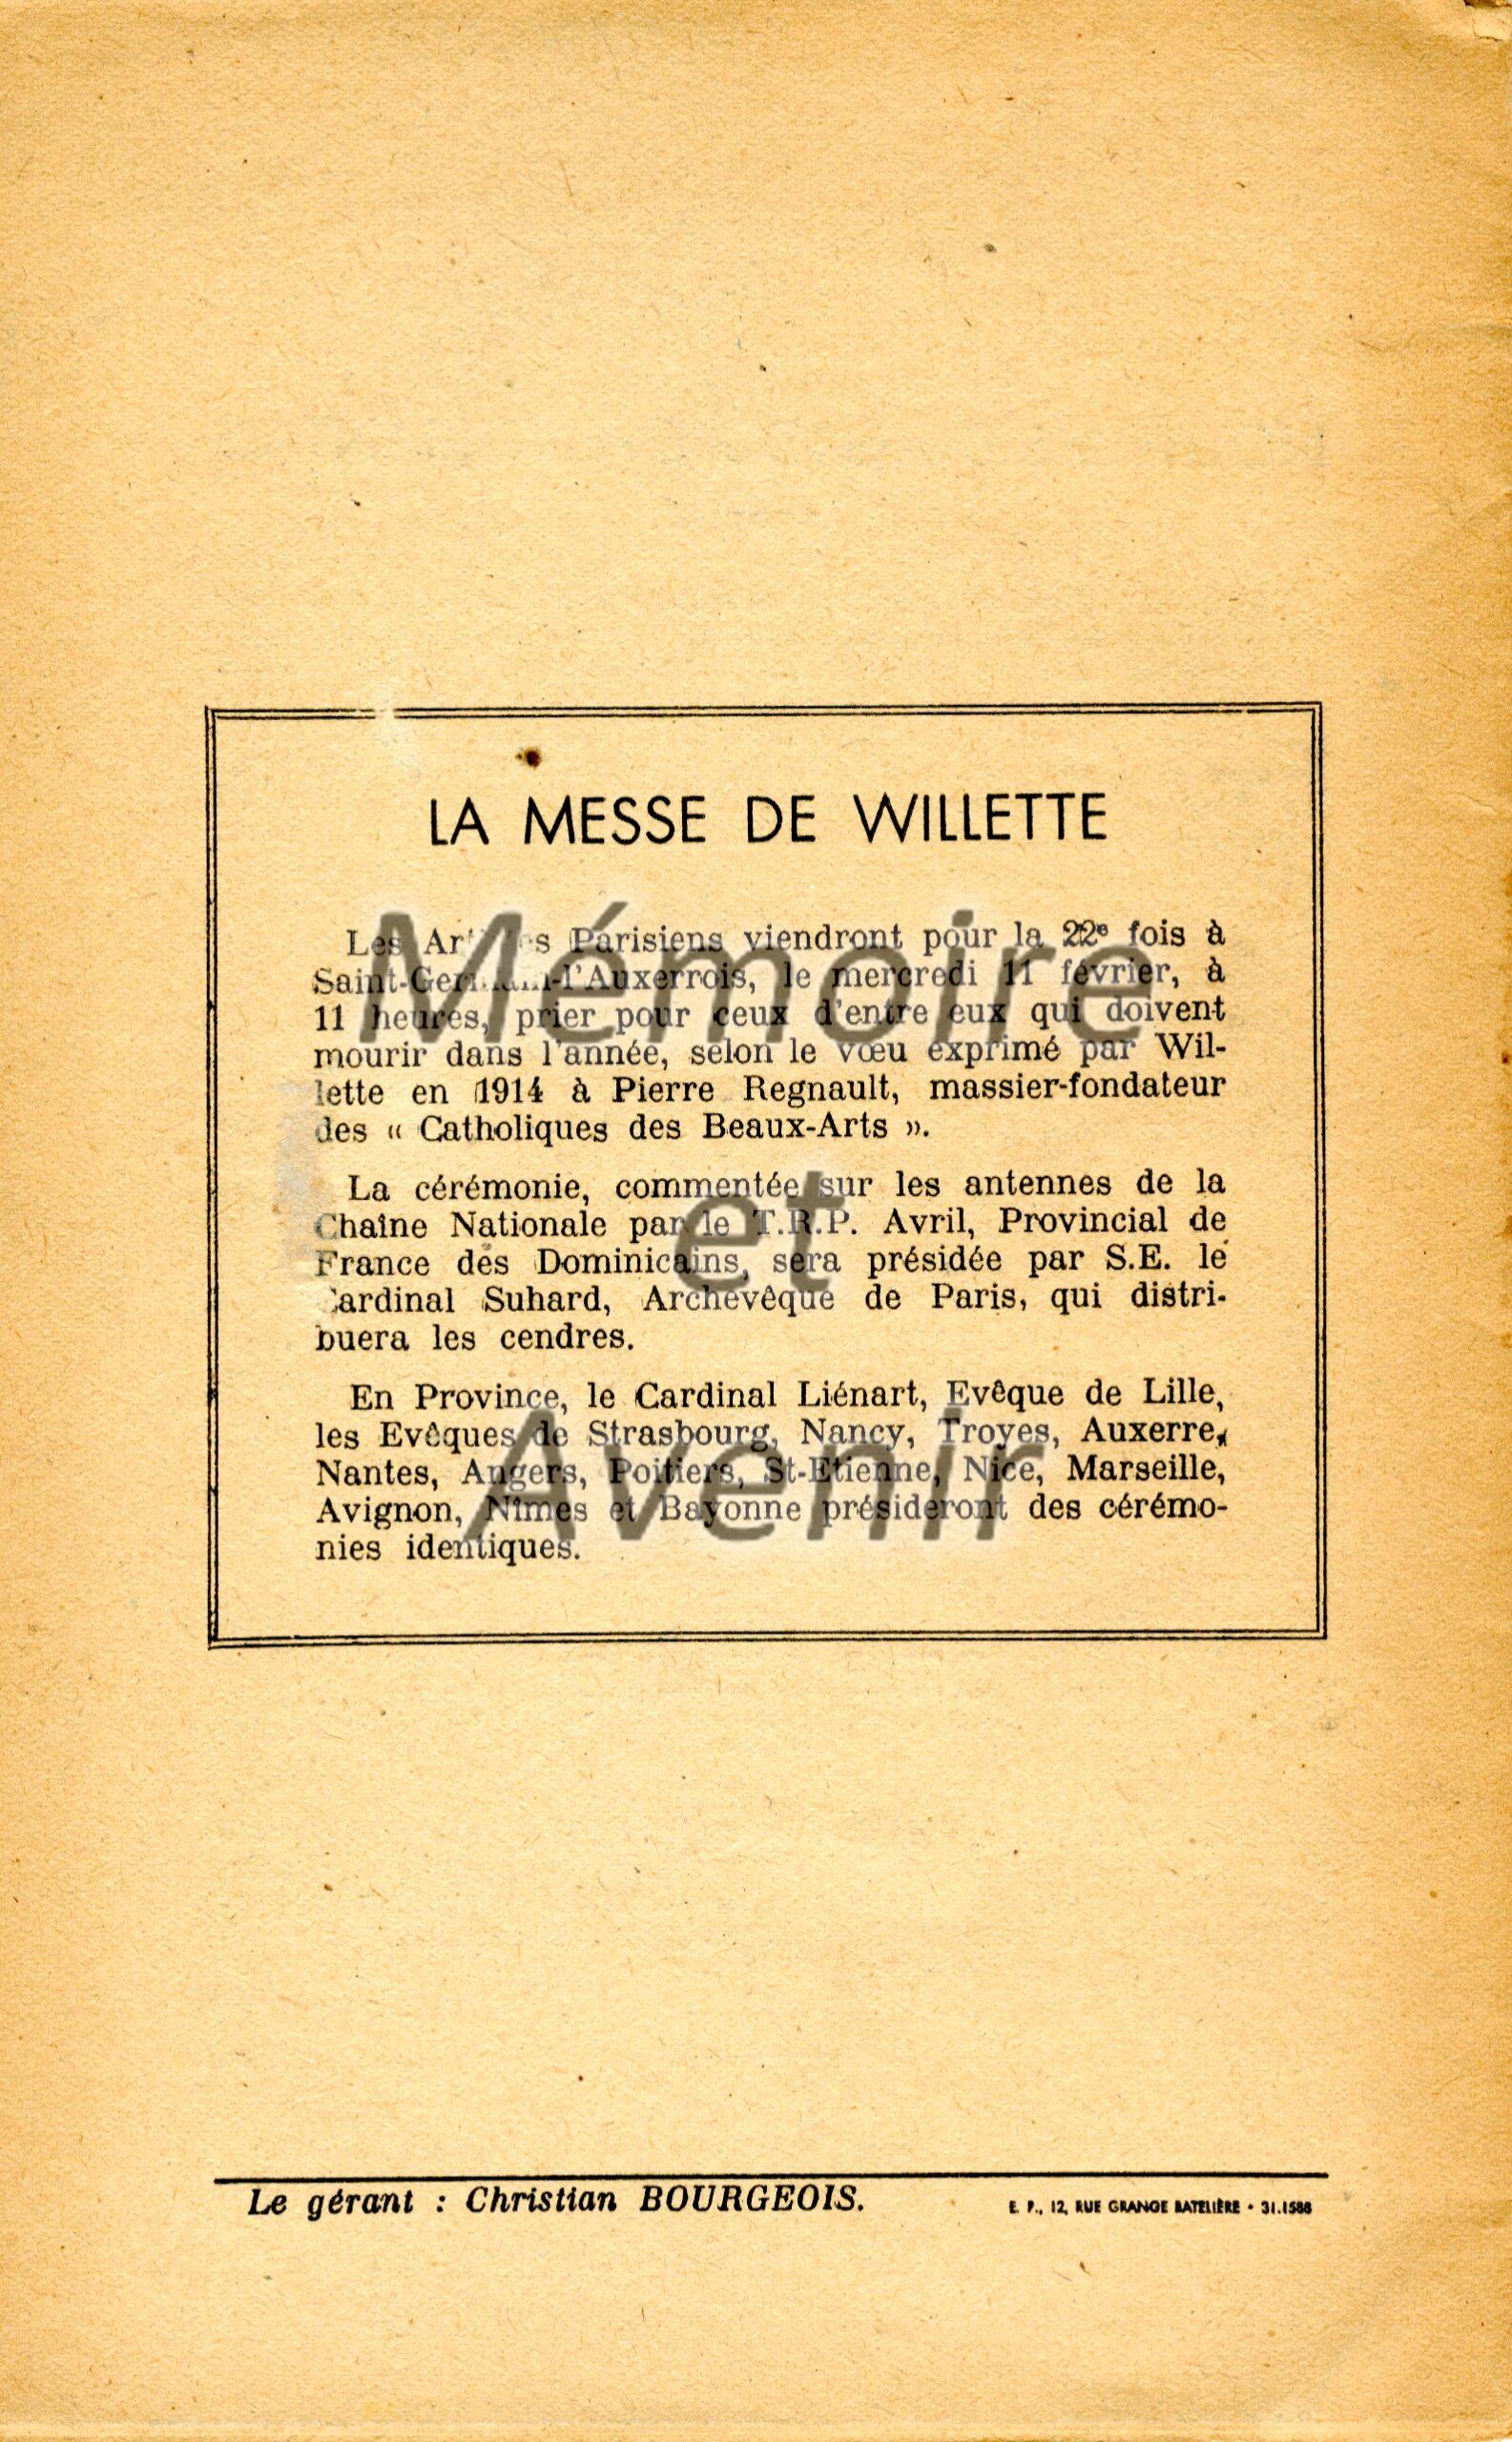 LA MESSE DE WILLETTE
Les Parisiens viendront pour la 22e fois à
l'Auxerrois, le mercredi 11 février, à
11 heures, prier pour ceux d'entre eux qui doivent
mourir dans l'année, selon le vœu exprimé par Wil-
lette en 1914 à Pierre Regnault, massier-fondateur
des « Catholiques des Beaux-Arts ».
La cérémonie, commentée sur les antennes de la
Chaîne Nationale par le T.R.P. Avril, Provincial de
France des Dominicains, sera présidée par S.E. le
Cardinal Suhard, Archevêque de Paris, qui distri-
buera les cendres.
En Province, le Cardinal Liénart, Evêque de Lille,
les Evêques de Strasbourg, Nancy, Troyes, Auxerre,
Nantes, Angers, Poitiers, St-Etienne, Nice, Marseille,
Avignon, Nîmes et Bayonne présideront des cérémo-
nies identiques.
Mémoire
et
Avenir
Le gérant : Christian BOURGEOIS.
E. P., 12, RUE GRANGE BATELIÈRE - 31.1588